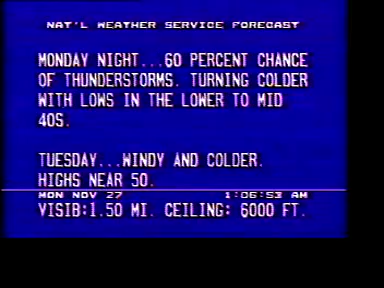 NAT'L WEATHER SERVICE FORECAST
MONDAY NIGHT...60 PERCENT CHANCE
OF THUNDERSTORMS. TURNING COLDER
WITH LOWS IN THE LOWER TO MID
40S.
TUESDAY...WINDY AND COLDER.
HIGHS NEAR 50.
MON NOV 27 1:06:53 AM
VISIB:1.50 MI. CEILING: 6000 FT.